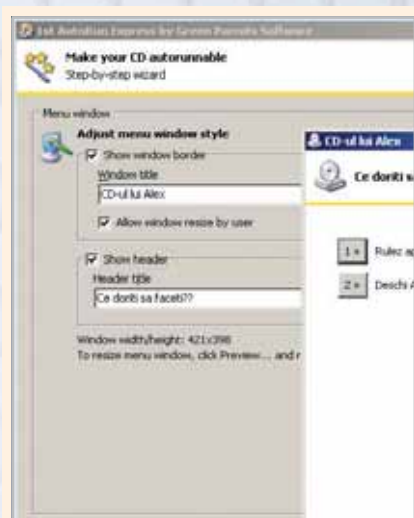 1st AutoRun Express by Green Parrots Software
Make your CD autorunnable
Step-by-step wizard
Menu window
Adjust menu window style
Show window border
Window title
CD-ul lui Alex
Allow window resize by user
Show header
Header title
Ce doriti sa faceti??
Window width/height: 421x398
To resize menu window, click Preview... and r
CD-ul lui Alex
Ce doriti s
1 Rulez ap
2 Deschi A